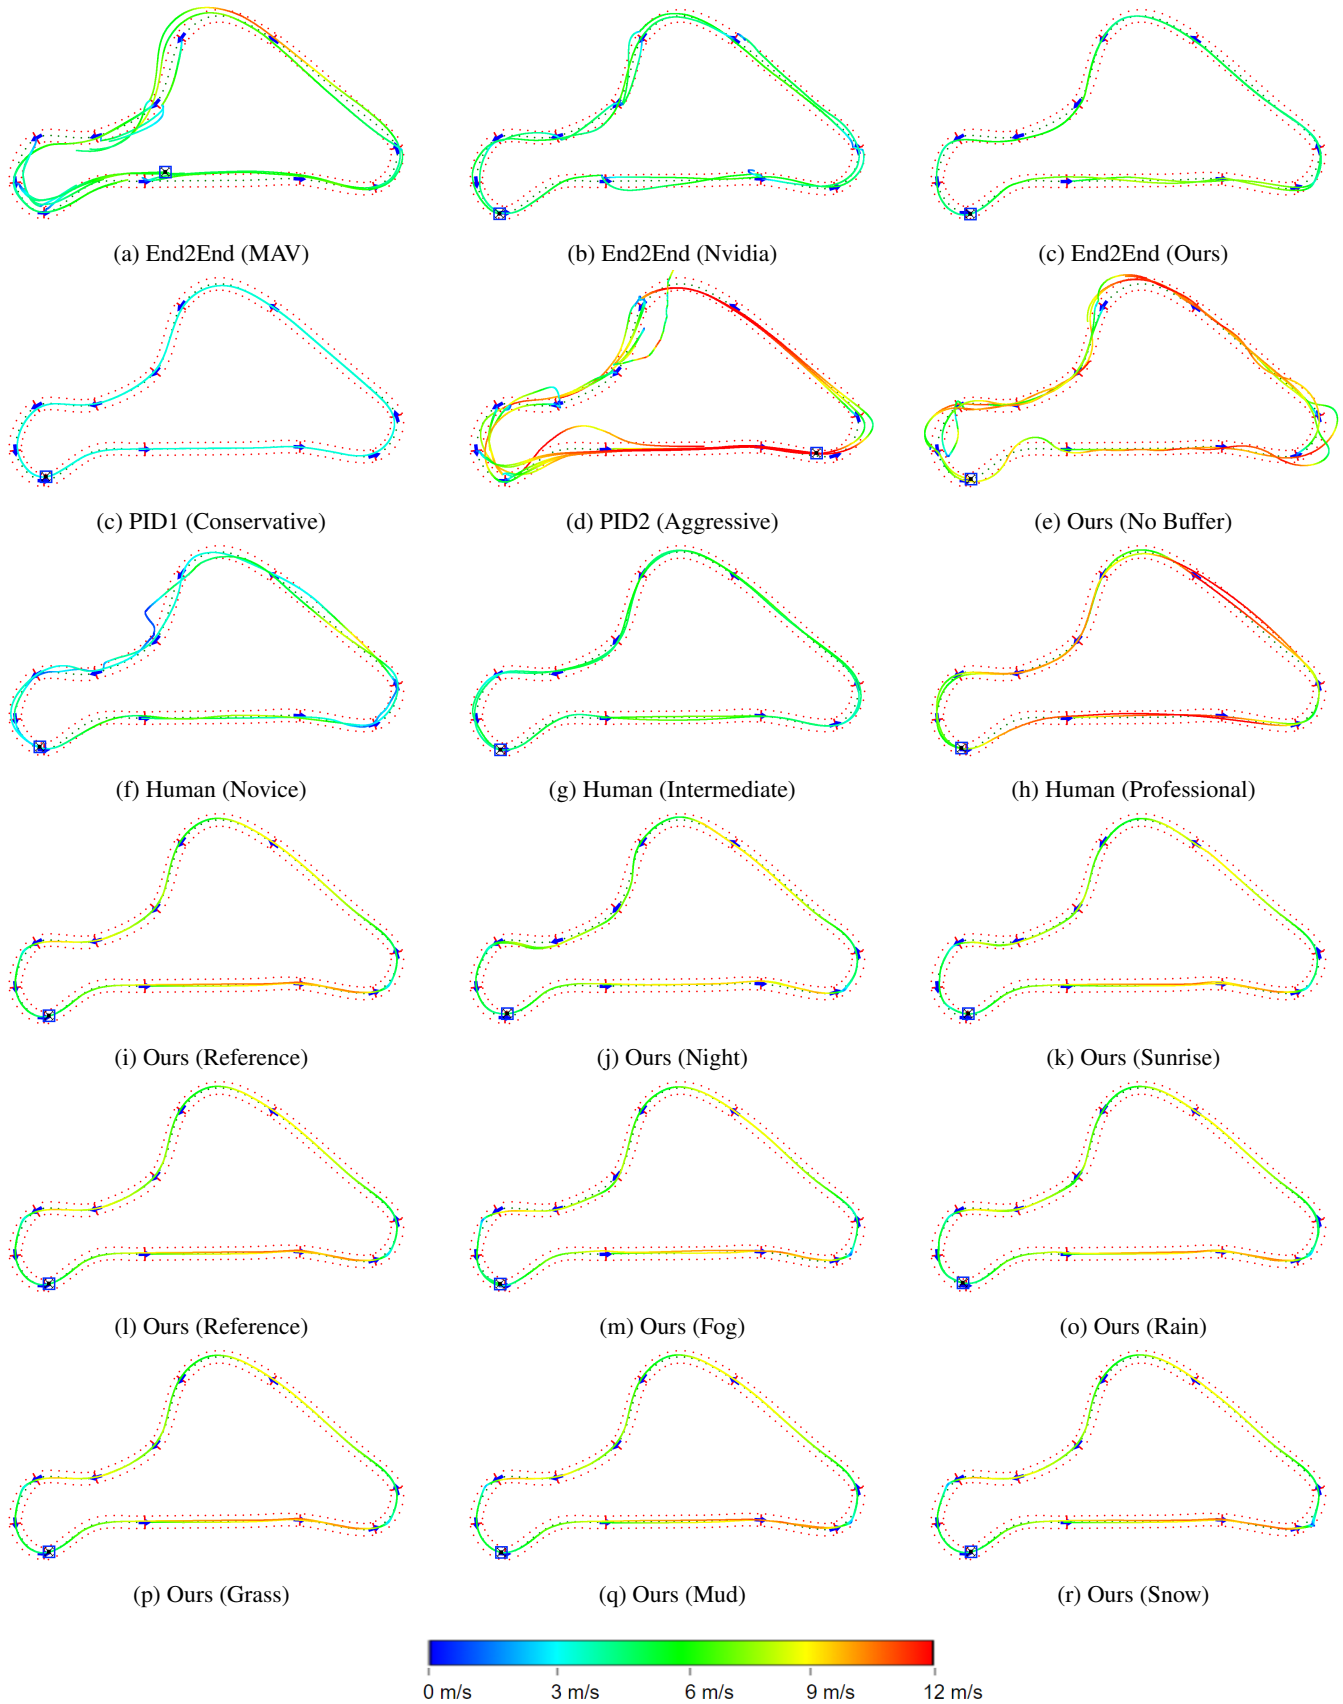 (a) End2End (MAV)
(b) End2End (Nvidia)
(c) End2End (Ours)
(c) PID1 (Conservative)
(d) PID2 (Aggressive)
(e) Ours (No Buffer)
(f) Human (Novice)
(g) Human (Intermediate)
(h) Human (Professional)
(i) Ours (Reference)
(j) Ours (Night)
(k) Ours (Sunrise)
(l) Ours (Reference)
(m) Ours (Fog)
(o) Ours (Rain)
(p) Ours (Grass)
(q) Ours (Mud)
(r) Ours (Snow)
0 m/s 3 m/s 6 m/s 9 m/s 12 m/s